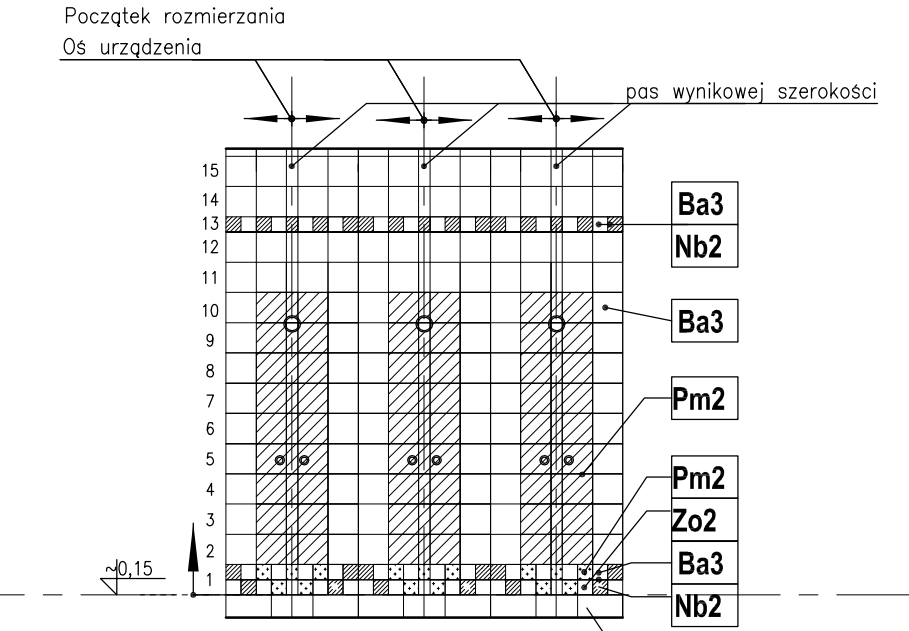 Początek rozmierzania
Oś urządzenia
pas wynikowej szerokości
15
14
13
12
11
10
9
8
7
6
5
4
3
2
1
Ba3
Nb2
Ba3
Pm2
Pm2
Zo2
Ba3
Nb2
~0,15